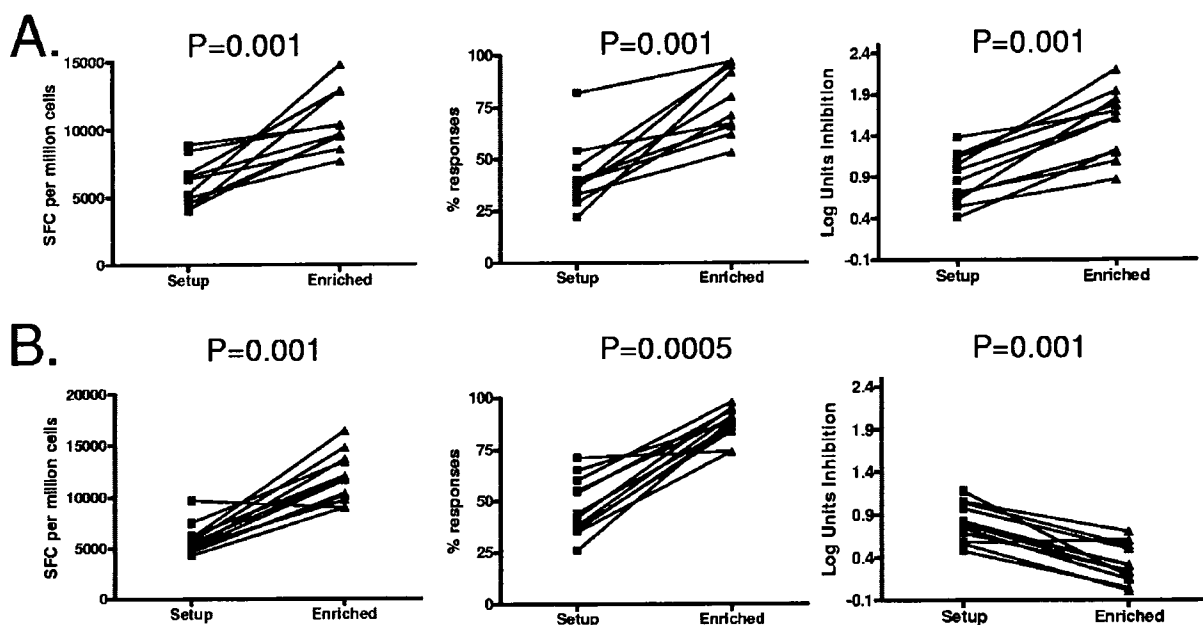 A.
P=0.001
SFC per million cells
15000
10000
5000
0
Setup Enriched
P=0.001
% responses
100
75
50
25
0
Setup Enriched
P=0.001
Log Units Inhibition
2.4
1.9
1.4
0.9
0.4
-0.1
Setup Enriched
B.
P=0.001
SFC per million cells
20000
15000
10000
5000
0
Setup Enriched
P=0.0005
% responses
100
75
50
25
0
Setup Enriched
P=0.001
Log Units Inhibition
2.4
1.9
1.4
0.9
0.4
-0.1
Setup Enriched